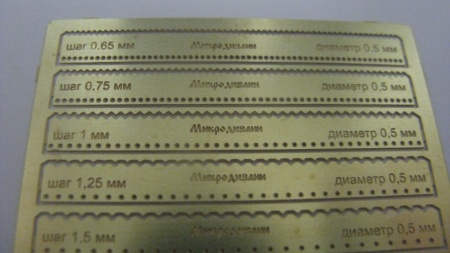 шаг 0.65 мм Микродизайн диаметр 0,5 мм
шаг 0,75 мм Микродизайн диаметр 0,5 мм
шаг 1 мм Микродизайн диаметр 0,5 мм
шаг 1,25 мм Микродизайн диаметр 0,5 мм
шаг 1,5 мм Микродизайн диаметр 0,5 мм